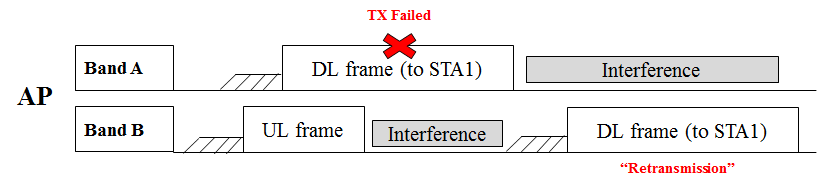 TX Failed
Band A
DL frame (to STA1)
Interference
AP
Band B
UL frame
Interference
DL frame (to STA1)
“Retransmission”